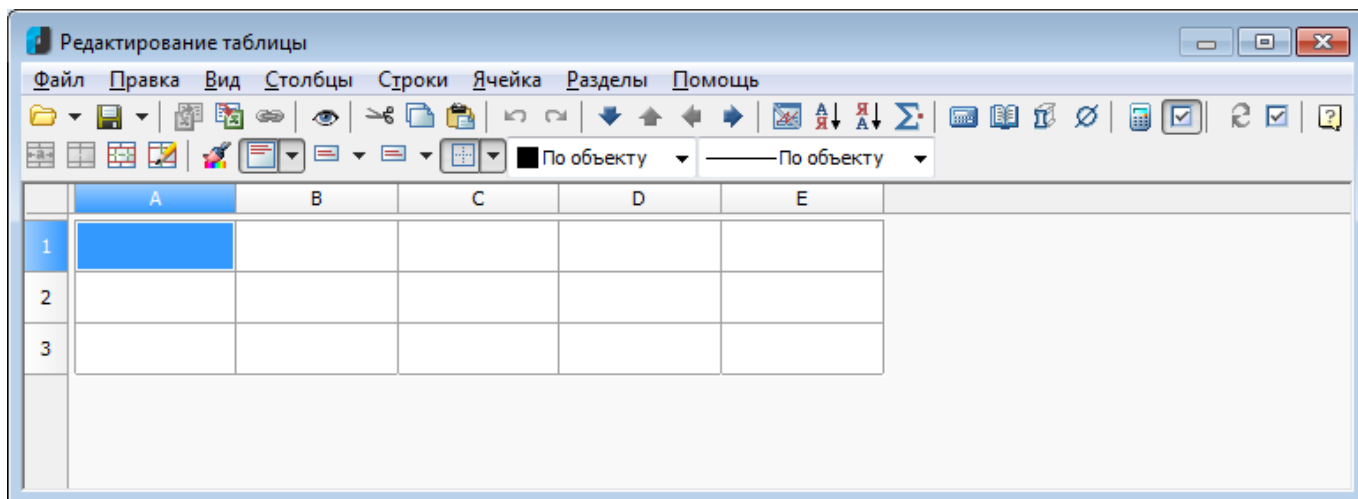 Редактирование таблицы
Файл Правка Вид Столбцы Строки Ячейка Разделы Помощь
По объекту По объекту
A B C D E
1
2
3